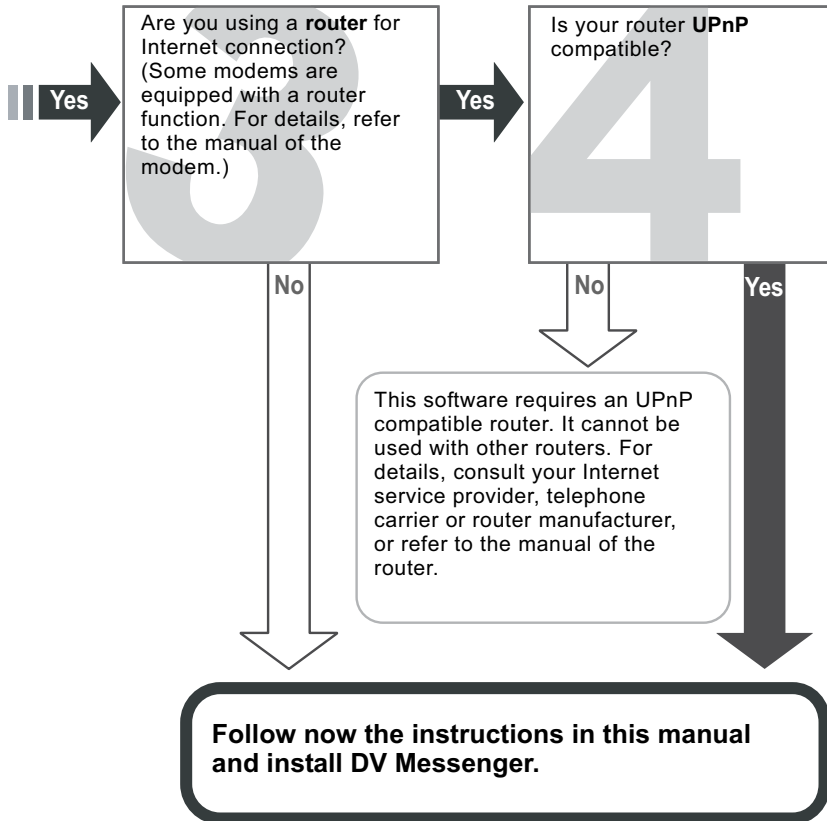 Yes
3
Are you using a router for
Internet connection?
(Some modems are
equipped with a router
function. For details, refer
to the manual of the
modem.)
Yes
4
Is your router UPnP
compatible?
No
No
Yes
This software requires an UPnP
compatible router. It cannot be
used with other routers. For
details, consult your Internet
service provider, telephone
carrier or router manufacturer,
or refer to the manual of the
router.
Follow now the instructions in this manual
and install DV Messenger.